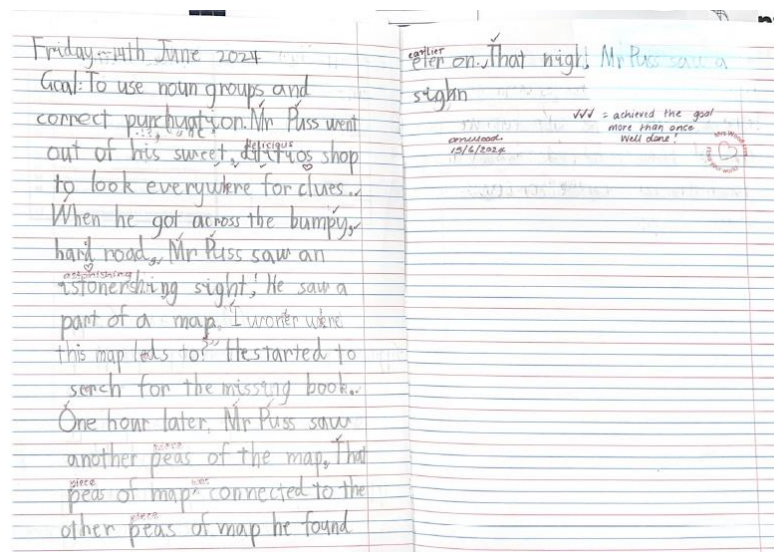 Friday 14th June 2024
Goal: To use noun groups and
correct punchuation. Mr Puss went
delicious
out of his sweet, shop
to look everywhere for clues.
When he got across the bumpy,
hard road, Mr Puss saw an
astonishing
istonershing sight! He saw a
part of a map. "I wonter were
this map leds to?" He started to
serch for the missing book.
One hour later, Mr Puss saw
piece
another peas of the map. That
piece was
peas of map connected to the
piece
other peas of map he found
earlier
eler on. That night Mr Puss saw a
sighn
✓✓✓ = achieved the goal
more than once
Well done!
15/6/2024